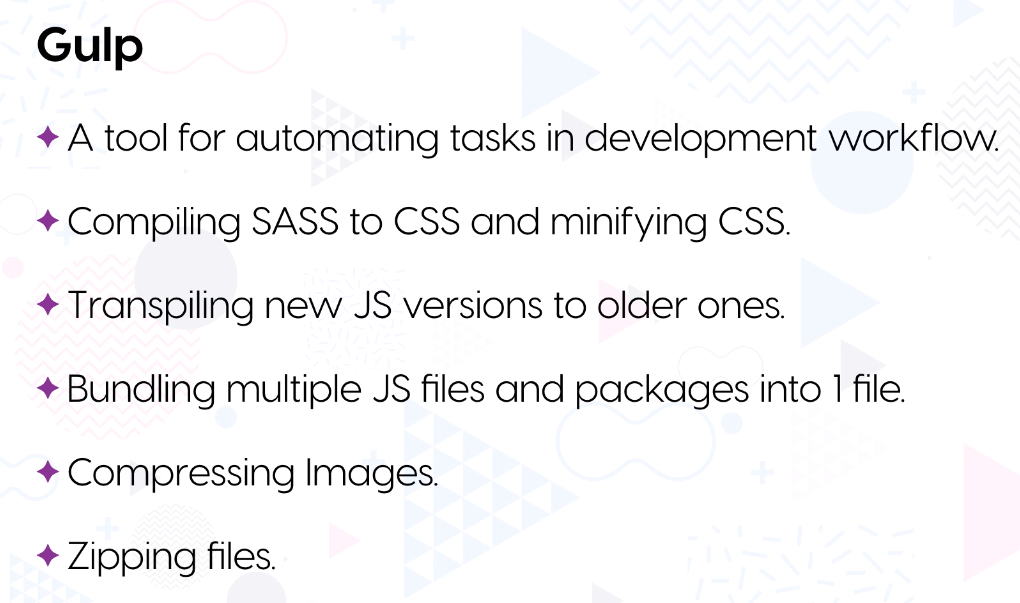 Gulp
A tool for automating tasks in development workflow.
Compiling SASS to CSS and minifying CSS.
Transpiling new JS versions to older ones.
Bundling multiple JS files and packages into 1 file.
Compressing Images.
Zipping files.